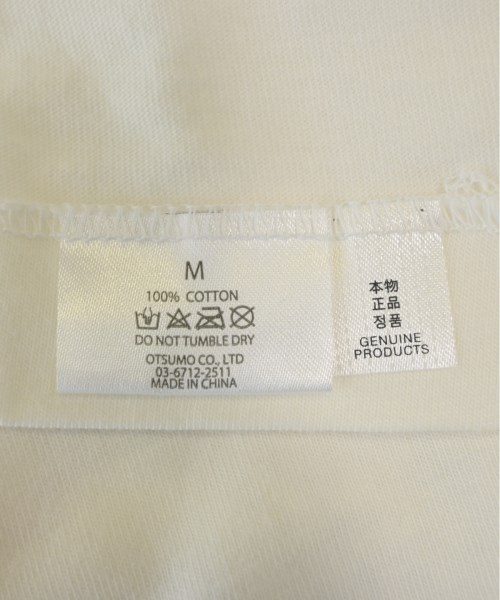 M
100% COTTON
DO NOT TUMBLE DRY
OTSUMO CO., LTD
03-6712-2511
MADE IN CHINA
本物
正品
정품
GENUINE
PRODUCTS